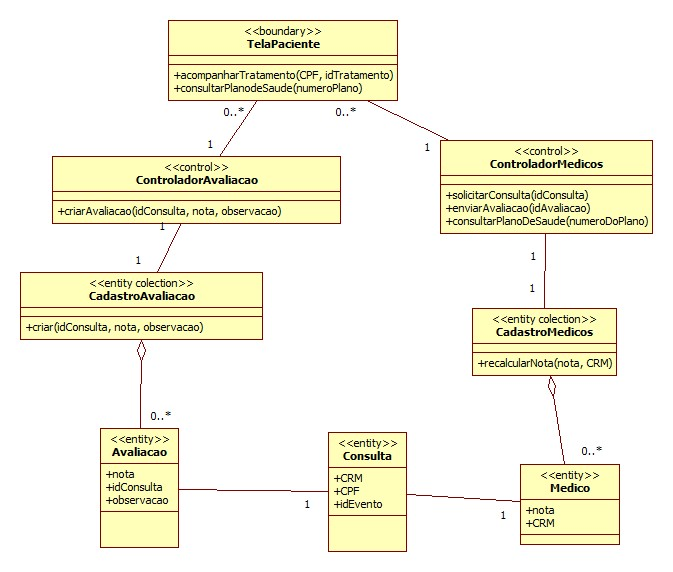 <<boundary>>
TelaPaciente
+acompanharTratamento(CPF, idTratamento)
+consultarPlanodeSaude(numeroPlano)
0..*
0..*
1
1
<<control>>
ControladorAvaliacao
+criarAvaliacao(idConsulta, nota, observacao)
<<control>>
ControladorMedicos
+solicitarConsulta(idConsulta)
+enviarAvaliacao(idAvaliacao)
+consultarPlanoDeSaude(numeroDoPlano)
1
1
1
1
<<entity colection>>
CadastroAvaliacao
+criar(idConsulta, nota, observacao)
<<entity colection>>
CadastroMedicos
+recalcularNota(nota, CRM)
0..*
0..*
<<entity>>
Avaliacao
+nota
+idConsulta
+observacao
1
<<entity>>
Consulta
+CRM
+CPF
+idEvento
1
<<entity>>
Medico
+nota
+CRM